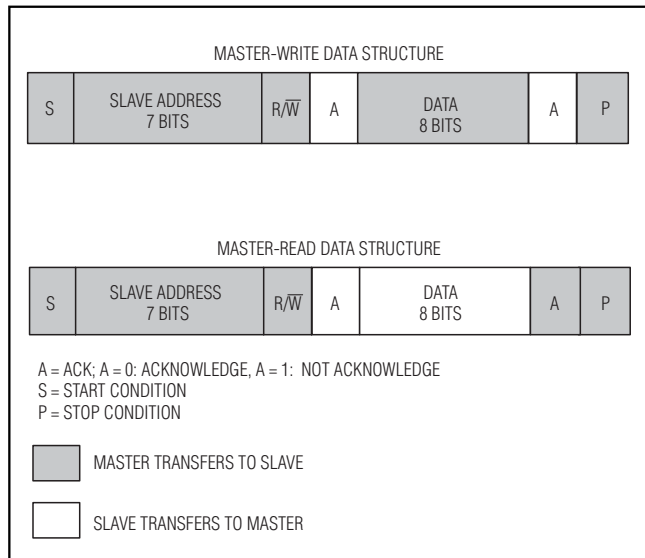 MASTER-WRITE DATA STRUCTURE
S
SLAVE ADDRESS
7 BITS
R/W̅
A
DATA
8 BITS
A
P
MASTER-READ DATA STRUCTURE
S
SLAVE ADDRESS
7 BITS
R/W̅
A
DATA
8 BITS
A
P
A = ACK; A = 0: ACKNOWLEDGE, A = 1: NOT ACKNOWLEDGE
S = START CONDITION
P = STOP CONDITION
MASTER TRANSFERS TO SLAVE
SLAVE TRANSFERS TO MASTER